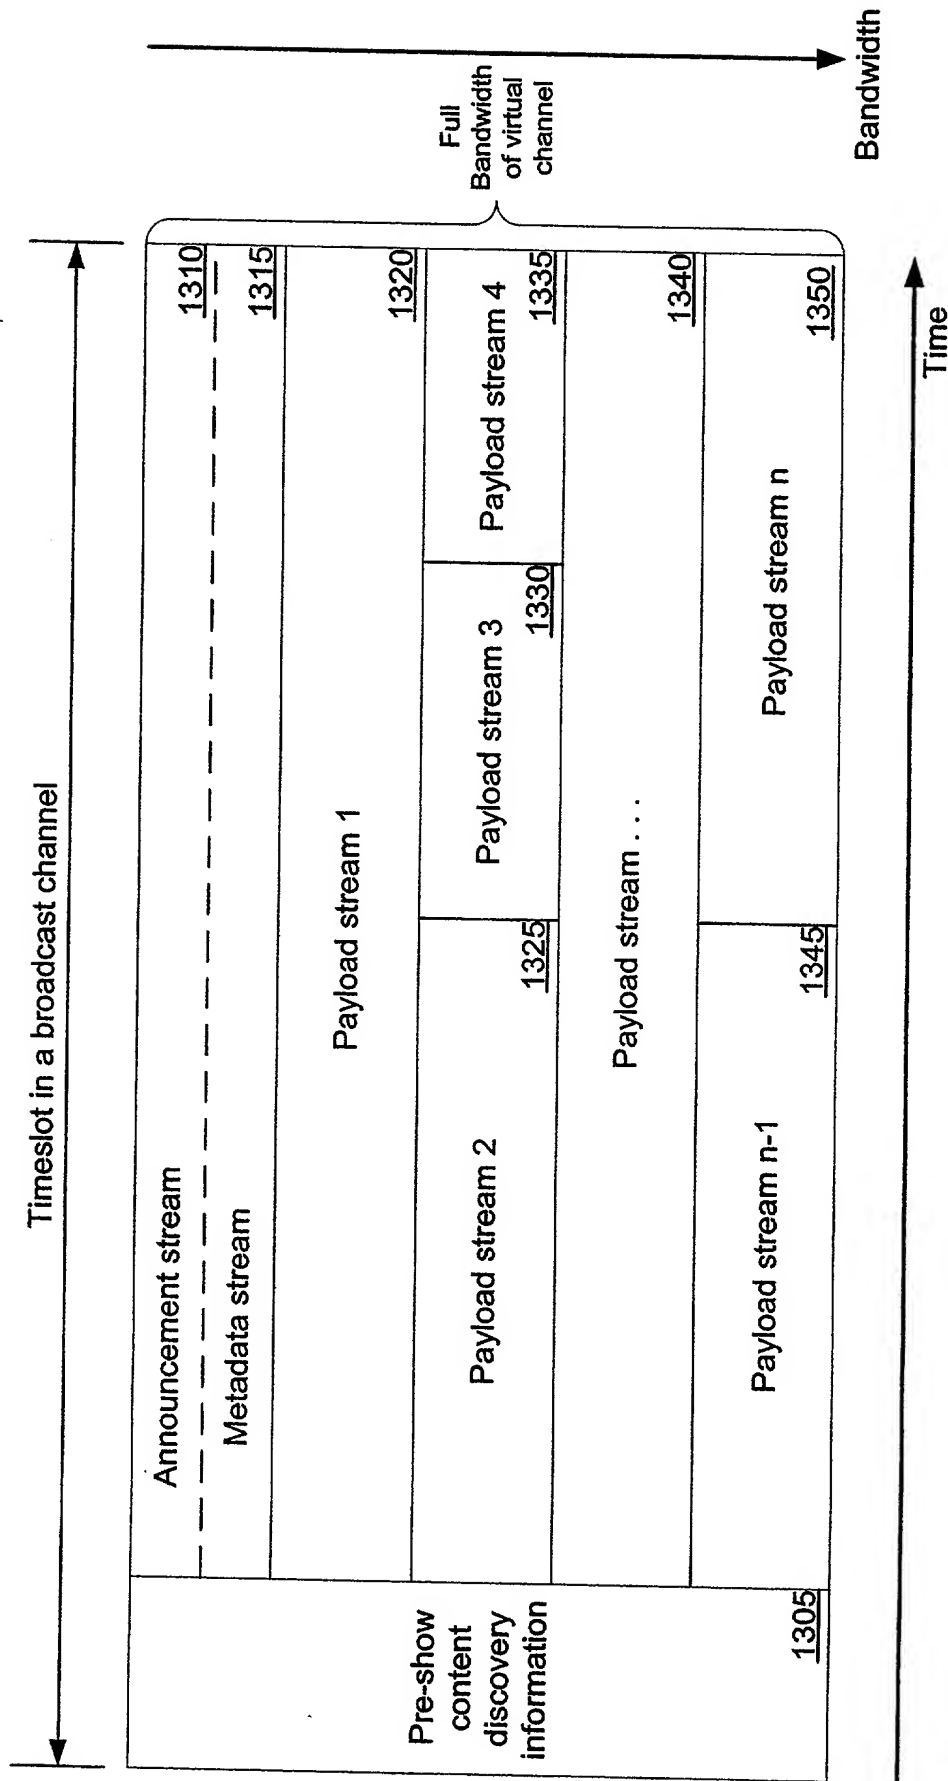 Timeslot in a broadcast channel
Pre-show
content
discovery
information
1305
Announcement stream
1310
Metadata stream
1315
Payload stream 1
1320
Payload stream 2
1325
Payload stream 3
1330
Payload stream 4
1335
Payload stream . . .
1340
Payload stream n-1
1345
Payload stream n
1350
Full
Bandwidth
of virtual
channel
Bandwidth
Time